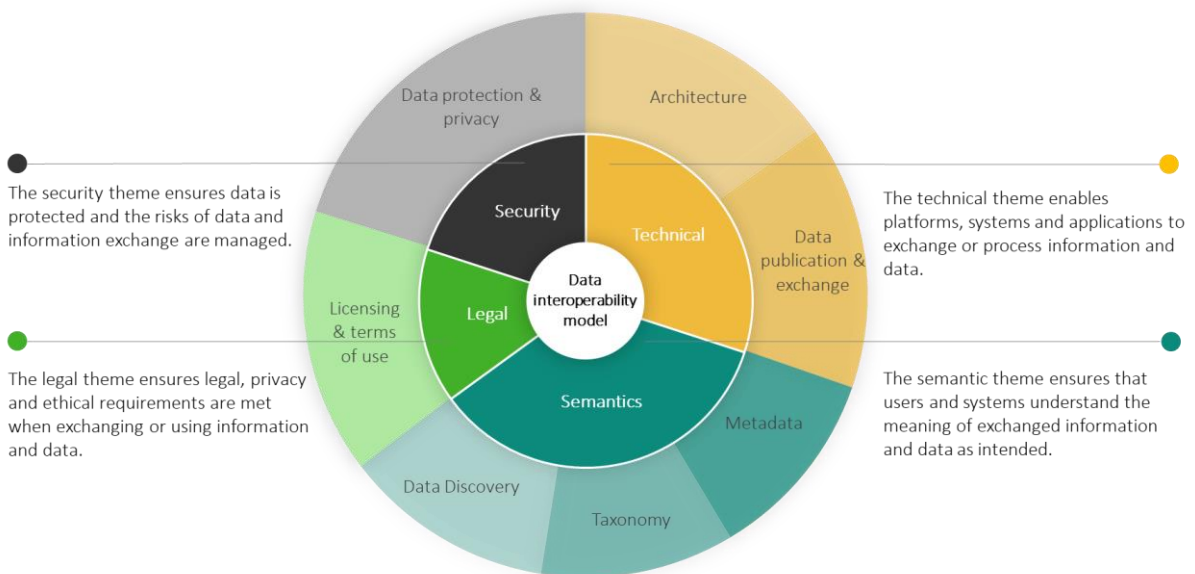 Data protection &
privacy
Architecture
The security theme ensures data is
protected and the risks of data and
information exchange are managed.
Security
Technical
The technical theme enables
platforms, systems and applications to
exchange or process information and
data.
Data
publication &
exchange
Data
interoperability
model
Licensing
& terms
of use
Legal
The legal theme ensures legal, privacy
and ethical requirements are met
when exchanging or using information
and data.
Semantics
The semantic theme ensures that
users and systems understand the
meaning of exchanged information
and data as intended.
Metadata
Data Discovery
Taxonomy